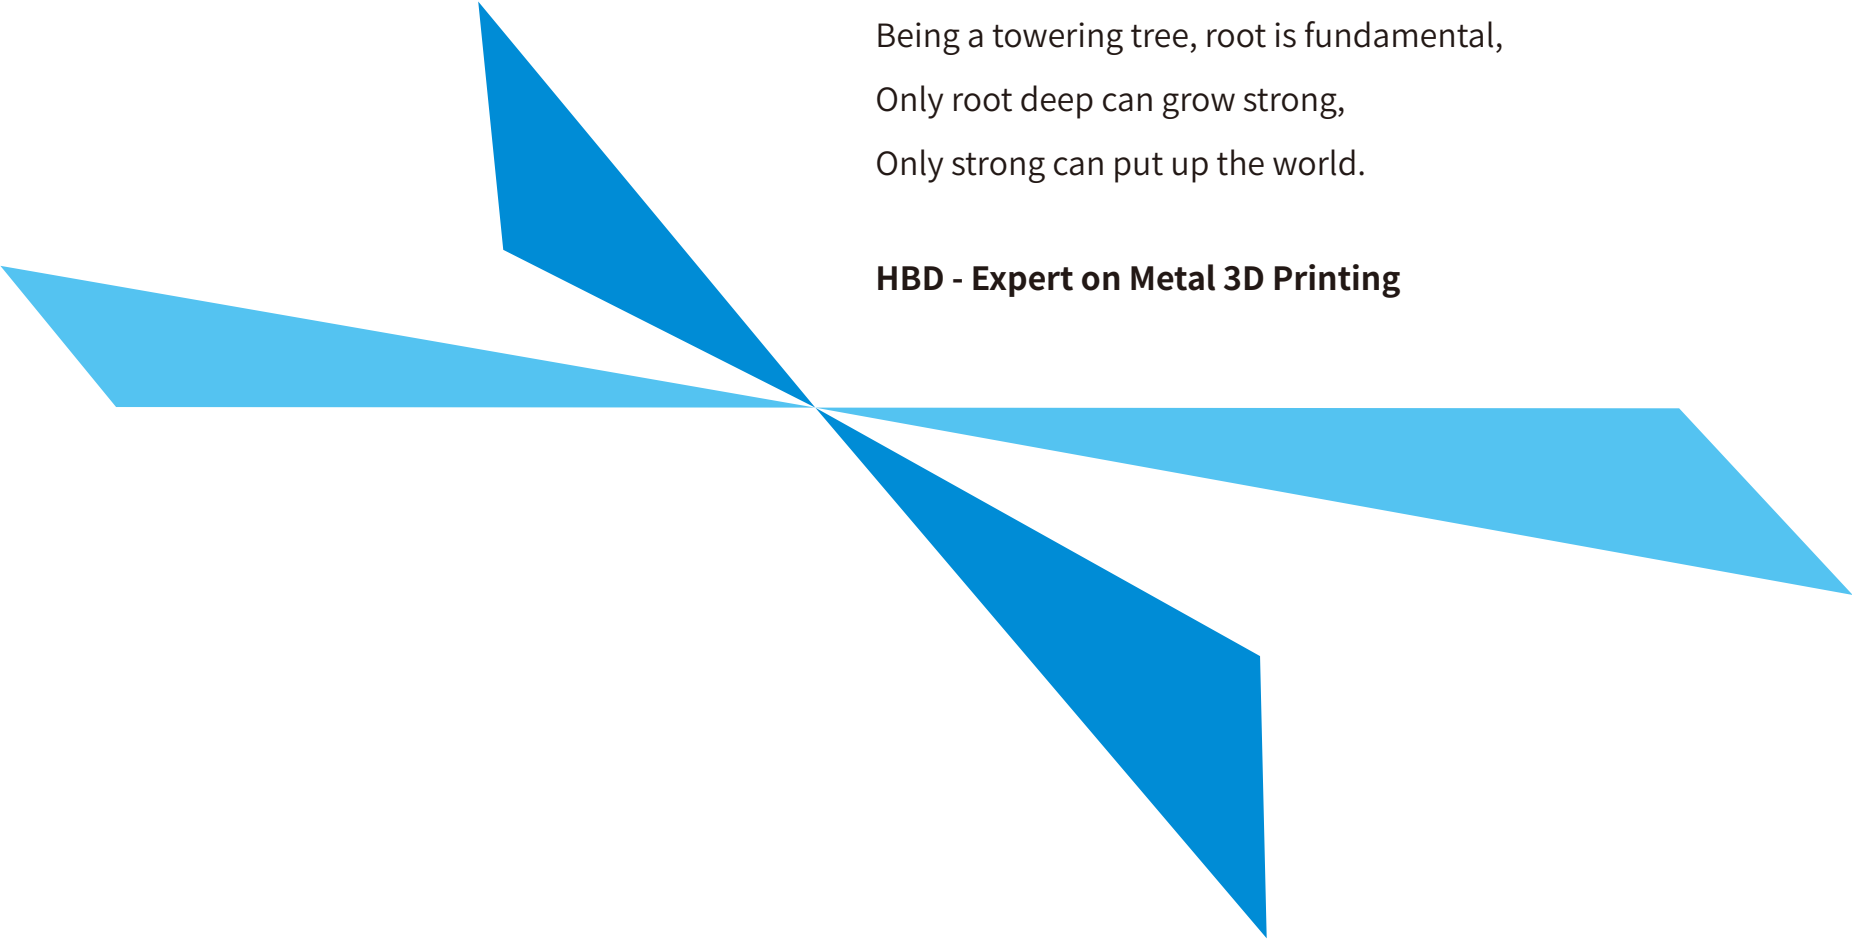 Being a towering tree, root is fundamental,
Only root deep can grow strong,
Only strong can put up the world.
HBD - Expert on Metal 3D Printing